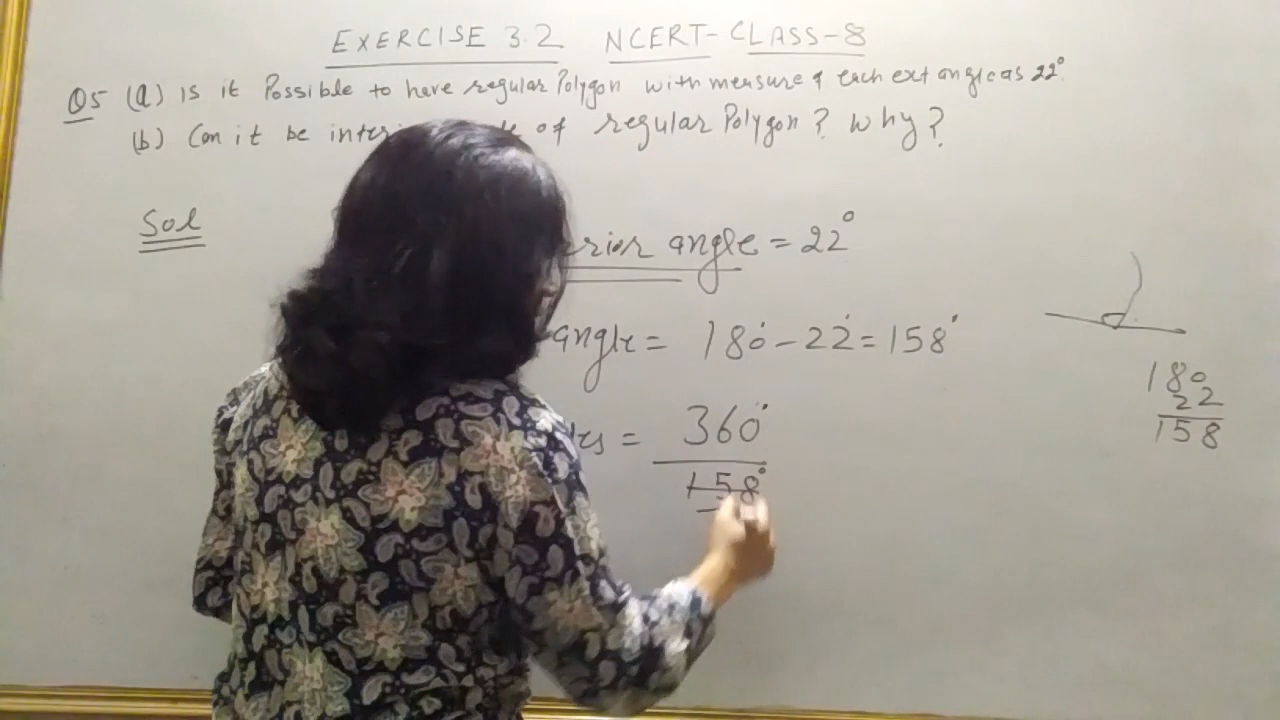 EXERCISE 3.2 NCERT-CLASS-8
Q5 (a) Is it Possible to have regular Polygon with measure of each ext angle as 22°.
(b) Can it be of regular Polygon? Why?
Sol
angle = 22°
angle = 180° - 22° = 158°
= 360°
158°
180
22
158